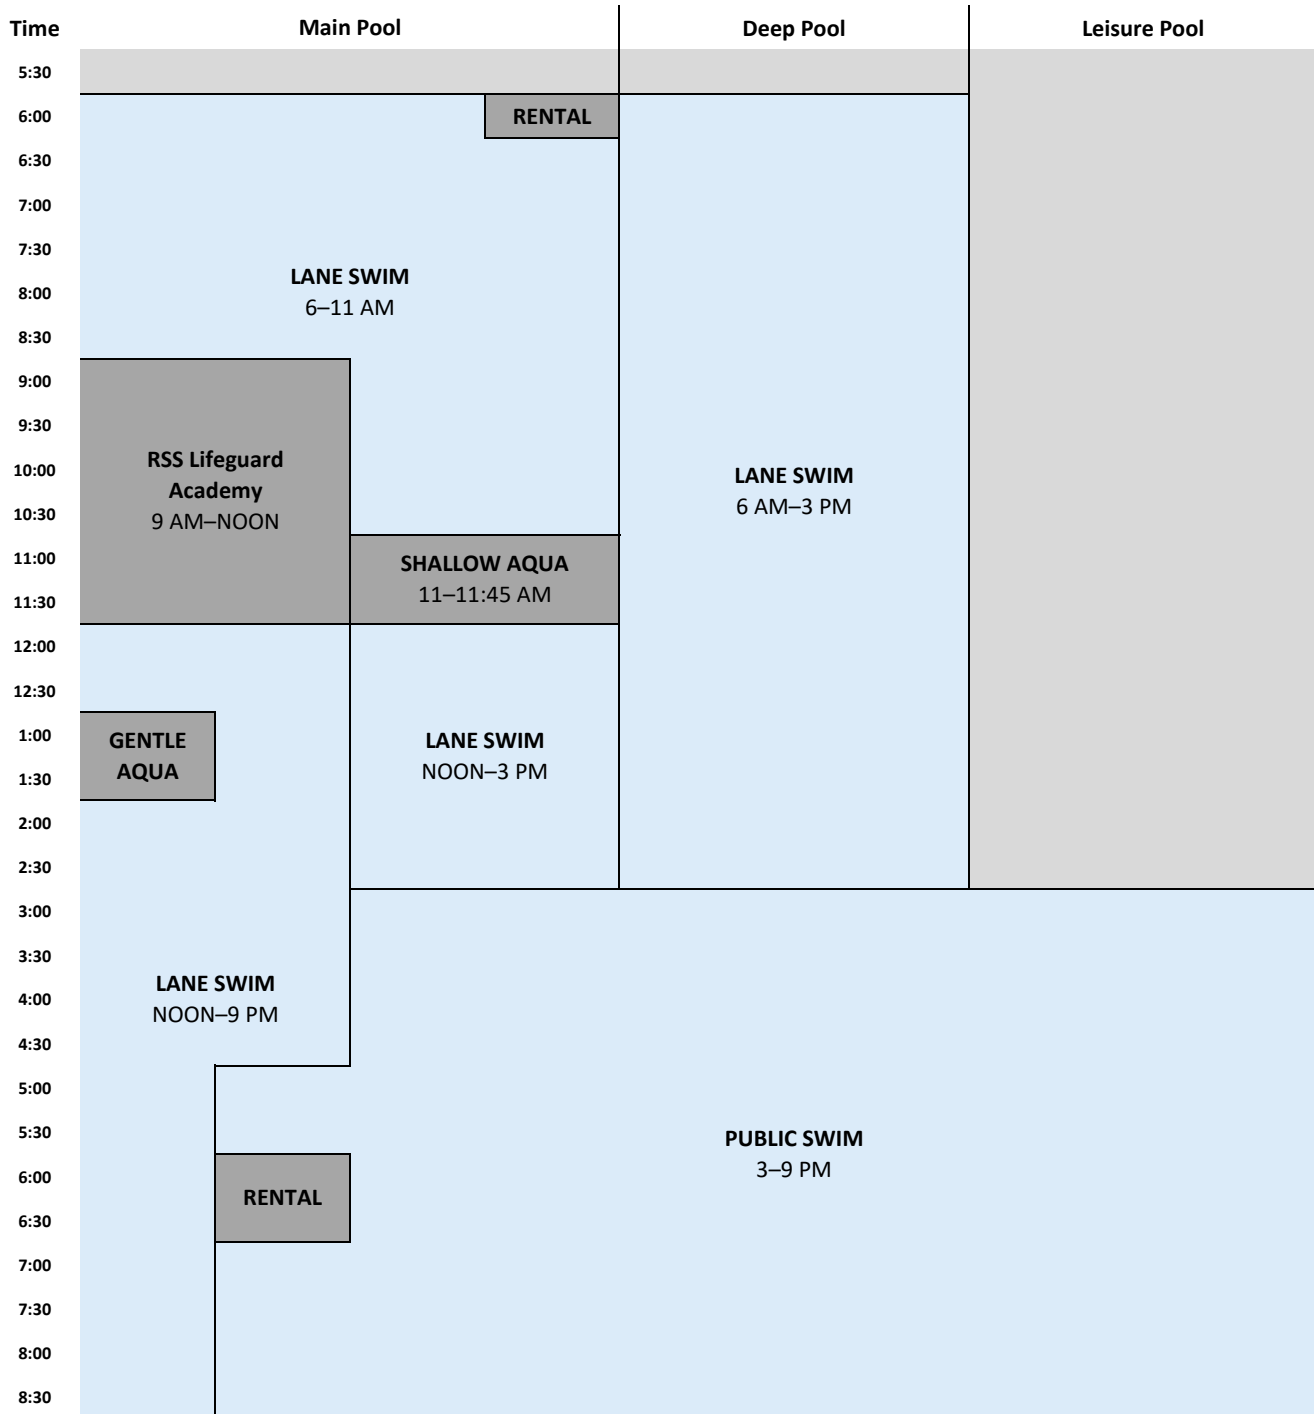 Time Main Pool Deep Pool Leisure Pool
5:30
6:00 RENTAL
6:30
7:00
7:30
LANE SWIM
8:00
6–11 AM
8:30
9:00
9:30
RSS Lifeguard
10:00
LANE SWIM
Academy
6 AM–3 PM
10:30
9 AM–NOON
11:00
SHALLOW AQUA
11–11:45 AM
11:30
12:00
12:30
1:00
GENTLE LANE SWIM
AQUA NOON–3 PM
1:30
2:00
2:30
3:00
3:30
LANE SWIM
4:00
NOON–9 PM
4:30
5:00
5:30
PUBLIC SWIM
3–9 PM
6:00
RENTAL
6:30
7:00
7:30
8:00
8:30